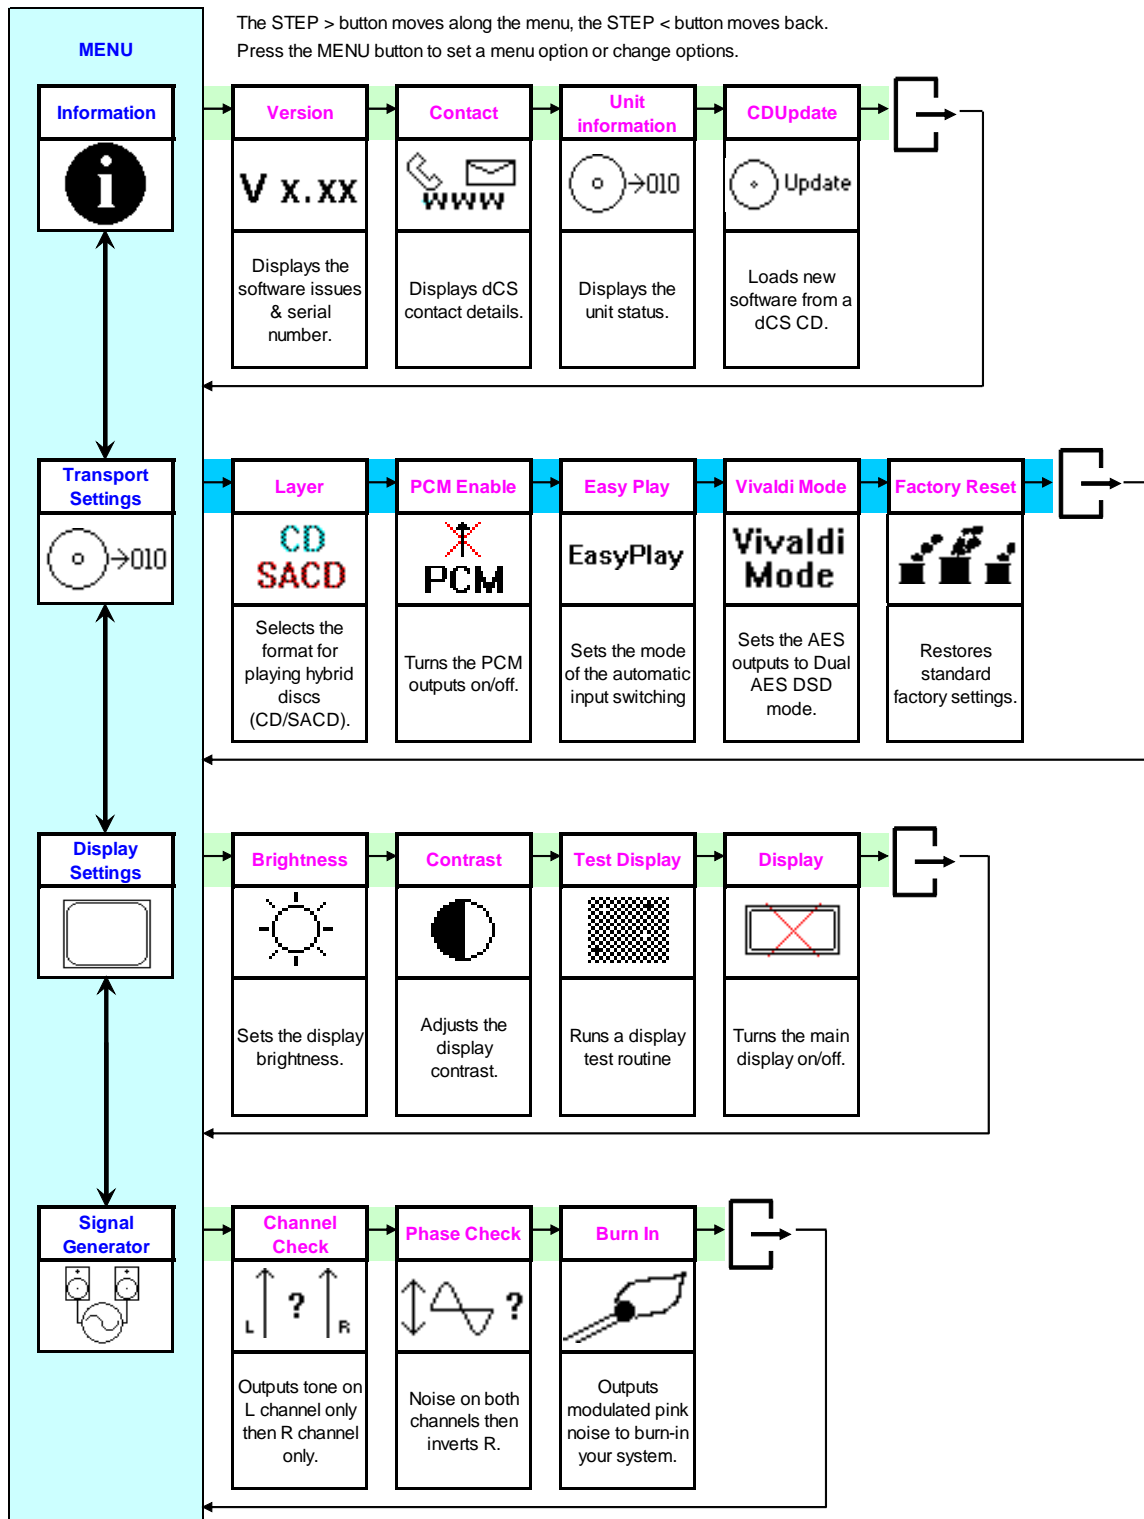 The STEP > button moves along the menu, the STEP < button moves back.
Press the MENU button to set a menu option or change options.
MENU
Information
Version
Contact
Unit
information
CDUpdate
i
V x.xx
www
→010
Update
Displays the
software issues
& serial
number.
Displays dCS
contact details.
Displays the
unit status.
Loads new
software from a
dCS CD.
Transport
Settings
Layer
PCM Enable
Easy Play
Vivaldi Mode
Factory Reset
→010
CD
SACD
PCM
EasyPlay
Vivaldi
Mode
Selects the
format for
playing hybrid
discs
(CD/SACD).
Turns the PCM
outputs on/off.
Sets the mode
of the automatic
input switching
Sets the AES
outputs to Dual
AES DSD
mode.
Restores
standard
factory settings.
Display
Settings
Brightness
Contrast
Test Display
Display
Sets the display
brightness.
Adjusts the
display
contrast.
Runs a display
test routine
Turns the main
display on/off.
Signal
Generator
Channel
Check
Phase Check
Burn In
L ? R
?
Outputs tone on
L channel only
then R channel
only.
Noise on both
channels then
inverts R.
Outputs
modulated pink
noise to burn-in
your system.